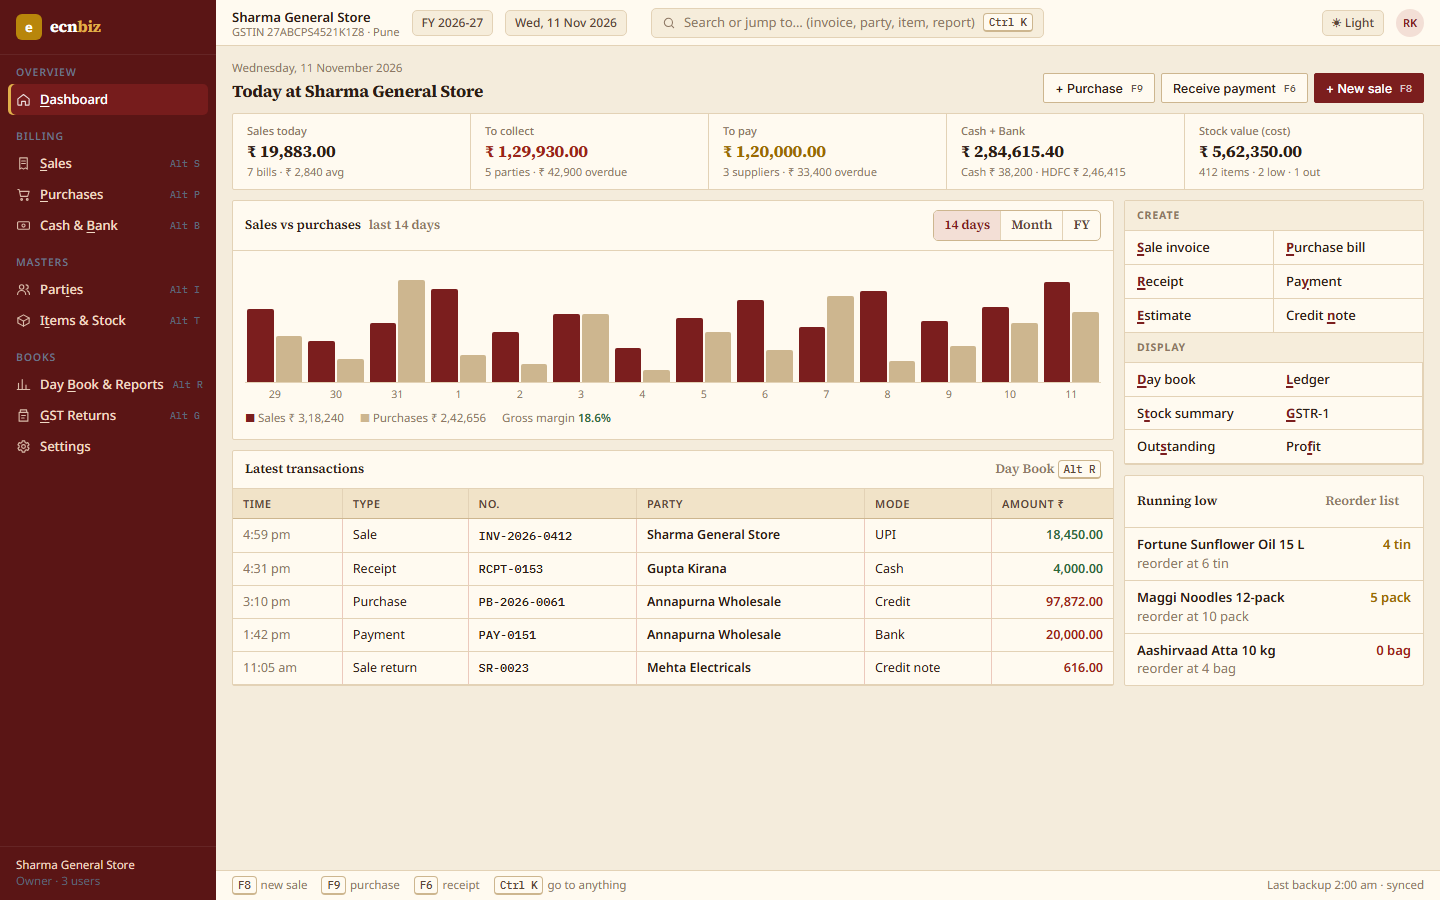 e ecnbiz
OVERVIEW
Dashboard
BILLING
Sales Alt S
Purchases Alt P
Cash & Bank Alt B
MASTERS
Parties Alt I
Items & Stock Alt T
BOOKS
Day Book & Reports Alt R
GST Returns Alt G
Settings
Sharma General Store
Owner · 3 users
Sharma General Store
GSTIN 27ABCPS4521K1Z8 · Pune
FY 2026-27
Wed, 11 Nov 2026
Search or jump to... (invoice, party, item, report) Ctrl K
☀ Light
RK
Wednesday, 11 November 2026
Today at Sharma General Store
+ Purchase F9
Receive payment F6
+ New sale F8
Sales today
₹ 19,883.00
7 bills · ₹ 2,840 avg
To collect
₹ 1,29,930.00
5 parties · ₹ 42,900 overdue
To pay
₹ 1,20,000.00
3 suppliers · ₹ 33,400 overdue
Cash + Bank
₹ 2,84,615.40
Cash ₹ 38,200 · HDFC ₹ 2,46,415
Stock value (cost)
₹ 5,62,350.00
412 items · 2 low · 1 out
Sales vs purchases last 14 days
14 days Month FY
29 30 31 1 2 3 4 5 6 7 8 9 10 11
Sales ₹ 3,18,240 Purchases ₹ 2,42,656 Gross margin 18.6%
Latest transactions
Day Book Alt R
TIME TYPE NO. PARTY MODE AMOUNT ₹
4:59 pm Sale INV-2026-0412 Sharma General Store UPI 18,450.00
4:31 pm Receipt RCPT-0153 Gupta Kirana Cash 4,000.00
3:10 pm Purchase PB-2026-0061 Annapurna Wholesale Credit 97,872.00
1:42 pm Payment PAY-0151 Annapurna Wholesale Bank 20,000.00
11:05 am Sale return SR-0023 Mehta Electricals Credit note 616.00
CREATE
Sale invoice Purchase bill
Receipt Payment
Estimate Credit note
DISPLAY
Day book Ledger
Stock summary GSTR-1
Outstanding Profit
Running low Reorder list
Fortune Sunflower Oil 15 L 4 tin
reorder at 6 tin
Maggi Noodles 12-pack 5 pack
reorder at 10 pack
Aashirvaad Atta 10 kg 0 bag
reorder at 4 bag
F8 new sale F9 purchase F6 receipt Ctrl K go to anything
Last backup 2:00 am · synced